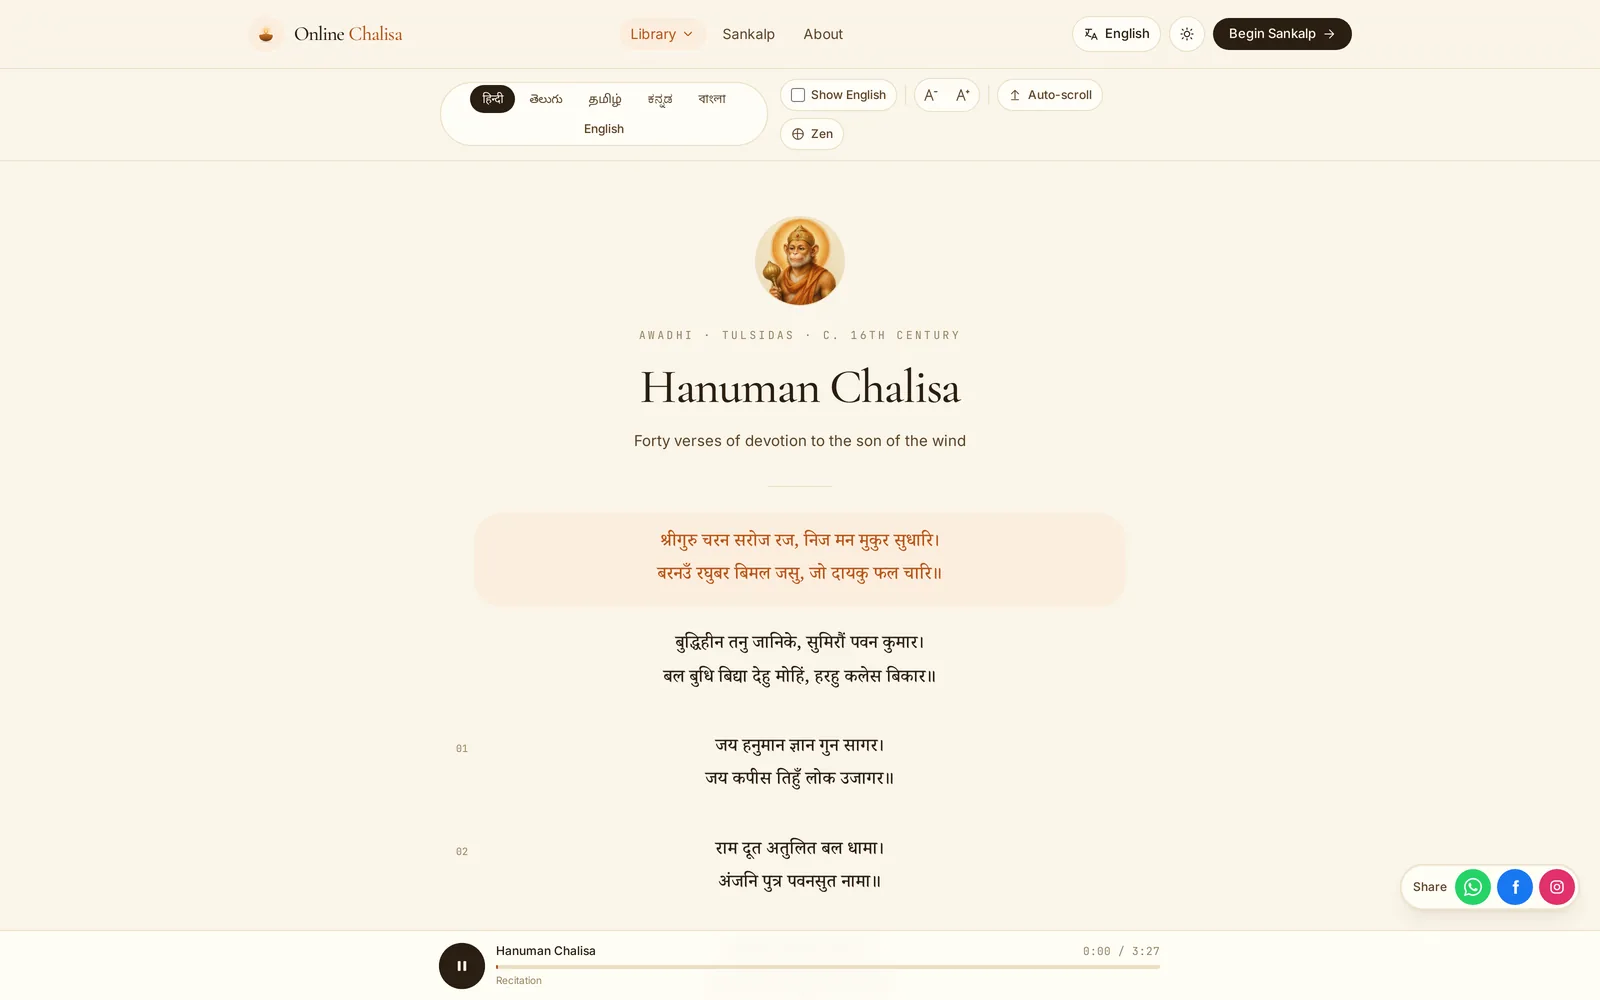 Online Chalisa
Library
Sankalp
About
English
Begin Sankalp →
हिन्दी
తెలుగు
தமிழ்
ಕನ್ನಡ
বাংলা
English
Show English
A⁻
A⁺
Auto-scroll
Zen
AWADHI · TULSIDAS · C. 16TH CENTURY
Hanuman Chalisa
Forty verses of devotion to the son of the wind
श्रीगुरु चरन सरोज रज, निज मन मुकुर सुधारि।
बरनउँ रघुबर बिमल जसु, जो दायकु फल चारि॥
बुद्धिहीन तनु जानिके, सुमिरौं पवन कुमार।
बल बुधि बिद्या देहु मोहिं, हरहु कलेस बिकार॥
01
जय हनुमान ज्ञान गुन सागर।
जय कपीस तिहुँ लोक उजागर॥
02
राम दूत अतुलित बल धामा।
अंजनि पुत्र पवनसुत नामा॥
Share
Hanuman Chalisa
0:00 / 3:27
Recitation